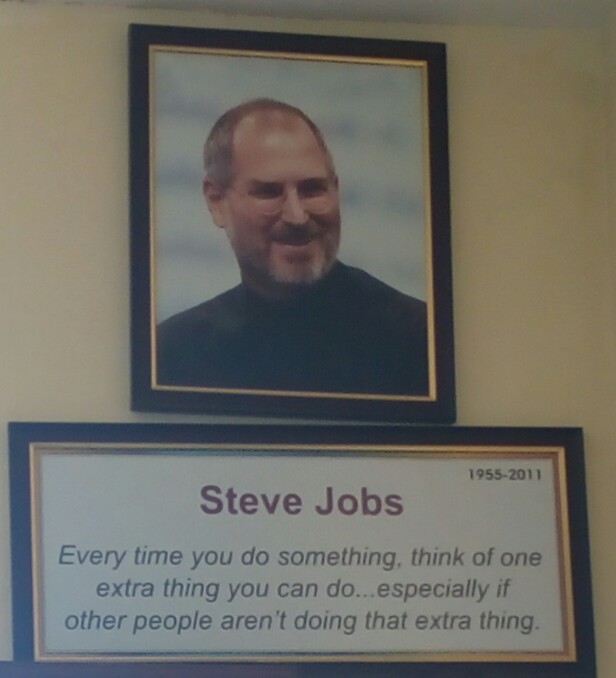 1955-2011
Steve Jobs
Every time you do something, think of one
extra thing you can do...especially if
other people aren't doing that extra thing.